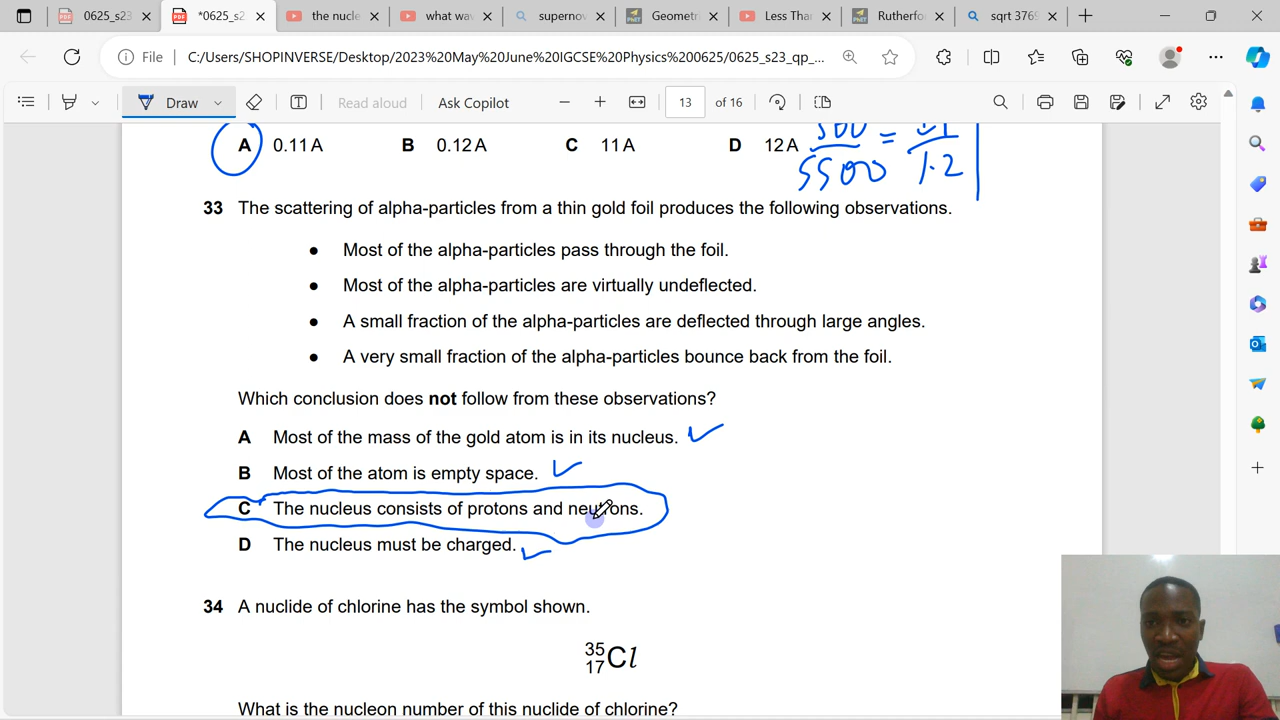 0625_s23
*0625_s2
the nucle
what wav
supernov
Geometr
Less Tha
Rutherfo
sqrt 3769
File
C:/Users/SHOPINVERSE/Desktop/2023%20May%20June%20IGCSE%20Physics%200625/0625_s23_qp_...
Draw
Read aloud
Ask Copilot
13 of 16
A 0.11 A B 0.12 A C 11 A D 12 A
5500 = 1.2
33 The scattering of alpha-particles from a thin gold foil produces the following observations.
• Most of the alpha-particles pass through the foil.
• Most of the alpha-particles are virtually undeflected.
• A small fraction of the alpha-particles are deflected through large angles.
• A very small fraction of the alpha-particles bounce back from the foil.
Which conclusion does not follow from these observations?
A Most of the mass of the gold atom is in its nucleus.
B Most of the atom is empty space.
C The nucleus consists of protons and neutrons.
D The nucleus must be charged.
34 A nuclide of chlorine has the symbol shown.
35
17 Cl
What is the nucleon number of this nuclide of chlorine?